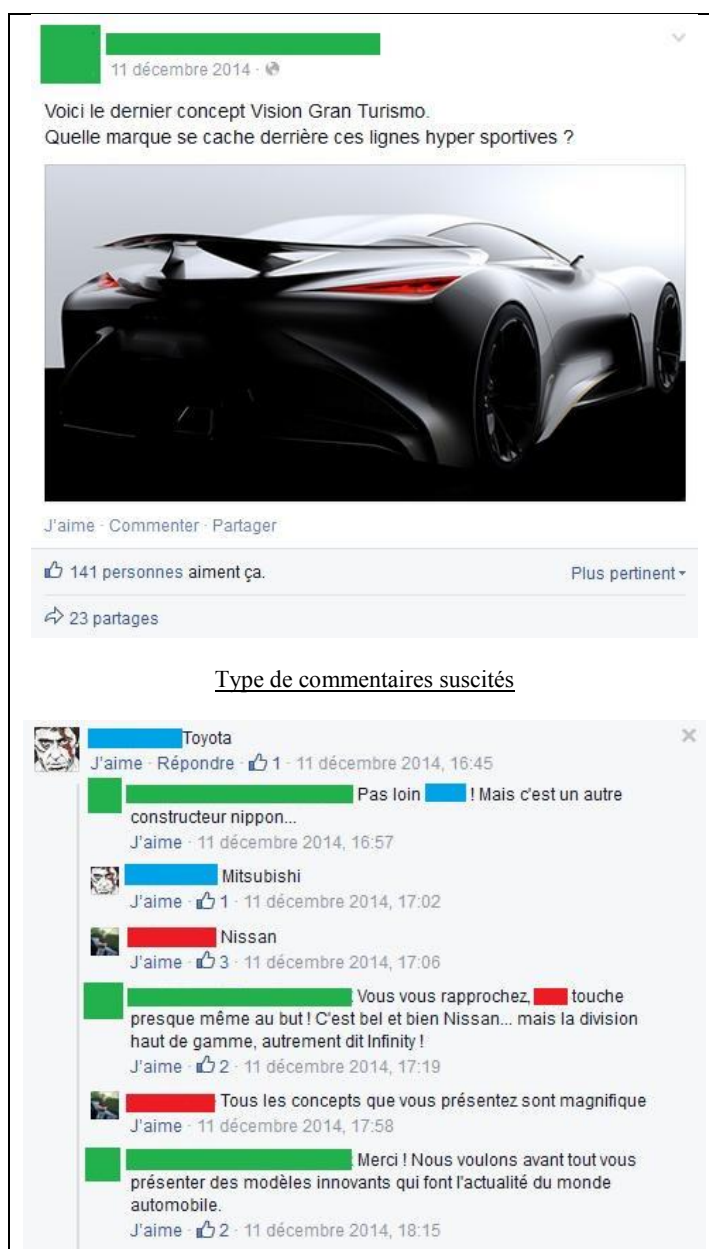 11 décembre 2014 ·
Voici le dernier concept Vision Gran Turismo.
Quelle marque se cache derrière ces lignes hyper sportives ?
J'aime · Commenter · Partager
141 personnes aiment ça.
Plus pertinent
23 partages
Type de commentaires suscités
Toyota
J'aime · Répondre · 1 · 11 décembre 2014, 16:45
Pas loin ! Mais c'est un autre
constructeur nippon...
J'aime · 11 décembre 2014, 16:57
Mitsubishi
J'aime · 1 · 11 décembre 2014, 17:02
Nissan
J'aime · 3 · 11 décembre 2014, 17:06
Vous vous rapprochez, touche
presque même au but ! C'est bel et bien Nissan... mais la division
haut de gamme, autrement dit Infinity !
J'aime · 2 · 11 décembre 2014, 17:19
Tous les concepts que vous présentez sont magnifique
J'aime · 11 décembre 2014, 17:58
Merci ! Nous voulons avant tout vous
présenter des modèles innovants qui font l'actualité du monde
automobile.
J'aime · 2 · 11 décembre 2014, 18:15